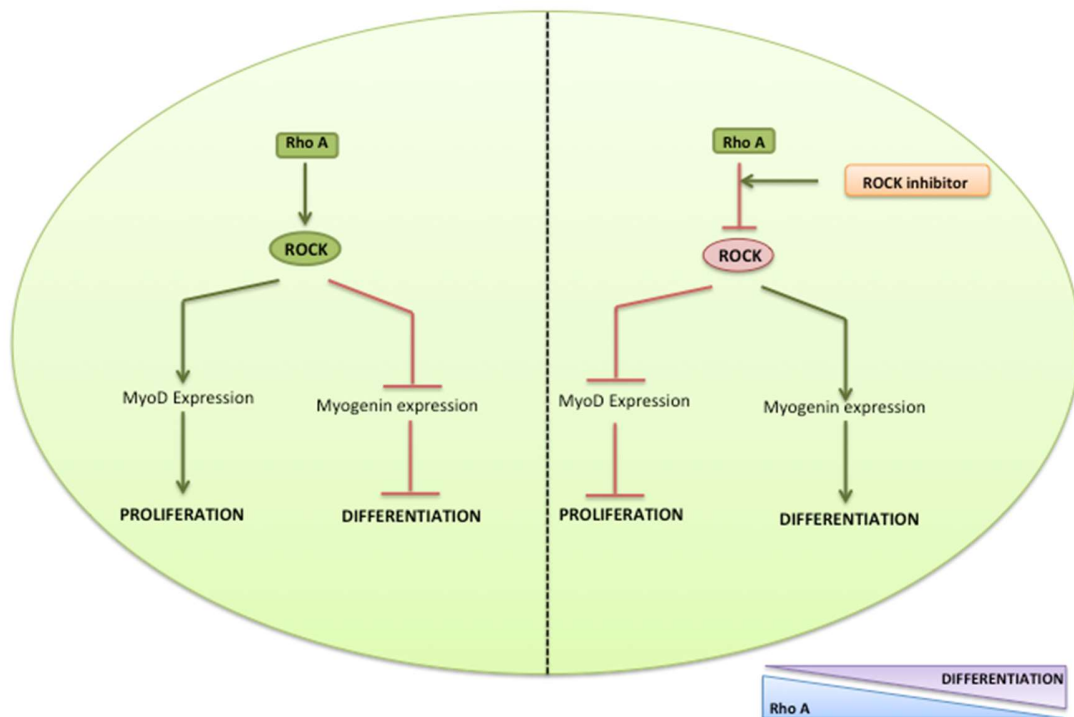 Rho A
ROCK
MyoD Expression
Myogenin expression
PROLIFERATION
DIFFERENTIATION
Rho A
ROCK inhibitor
ROCK
MyoD Expression
Myogenin expression
PROLIFERATION
DIFFERENTIATION
DIFFERENTIATION
Rho A